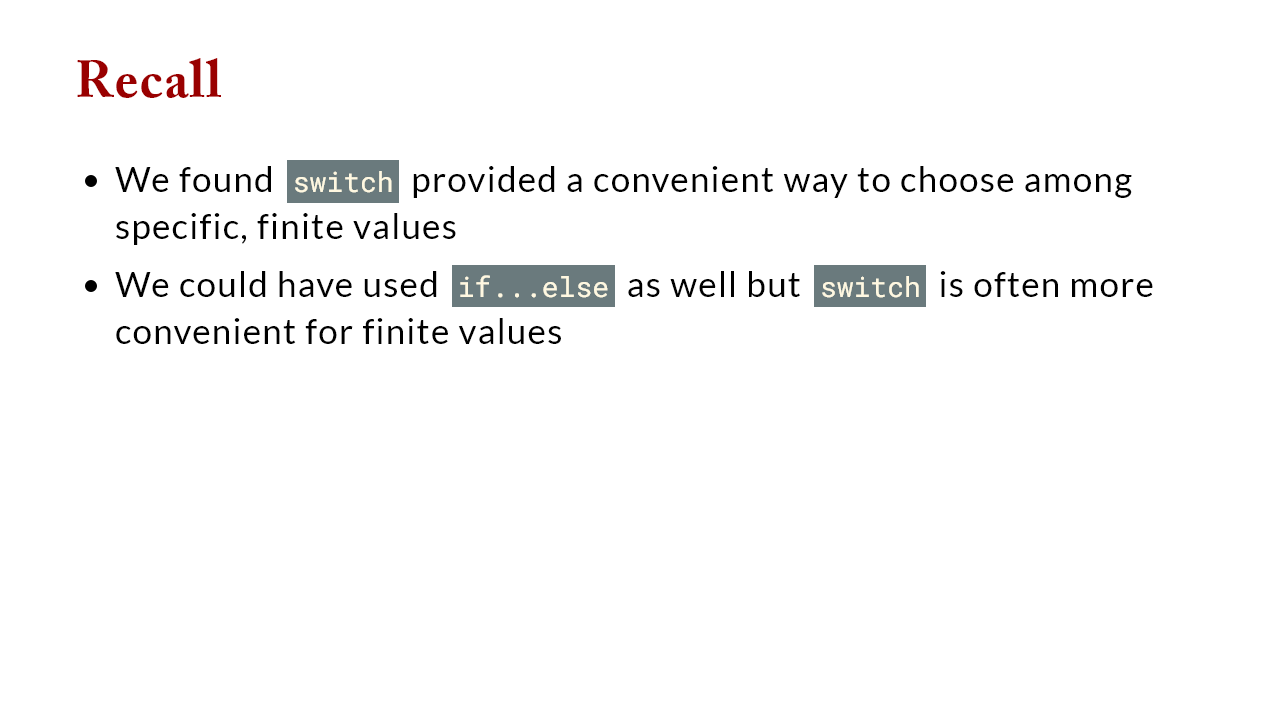 Recall
• We found switch provided a convenient way to choose among
specific, finite values
• We could have used if...else as well but switch is often more
convenient for finite values